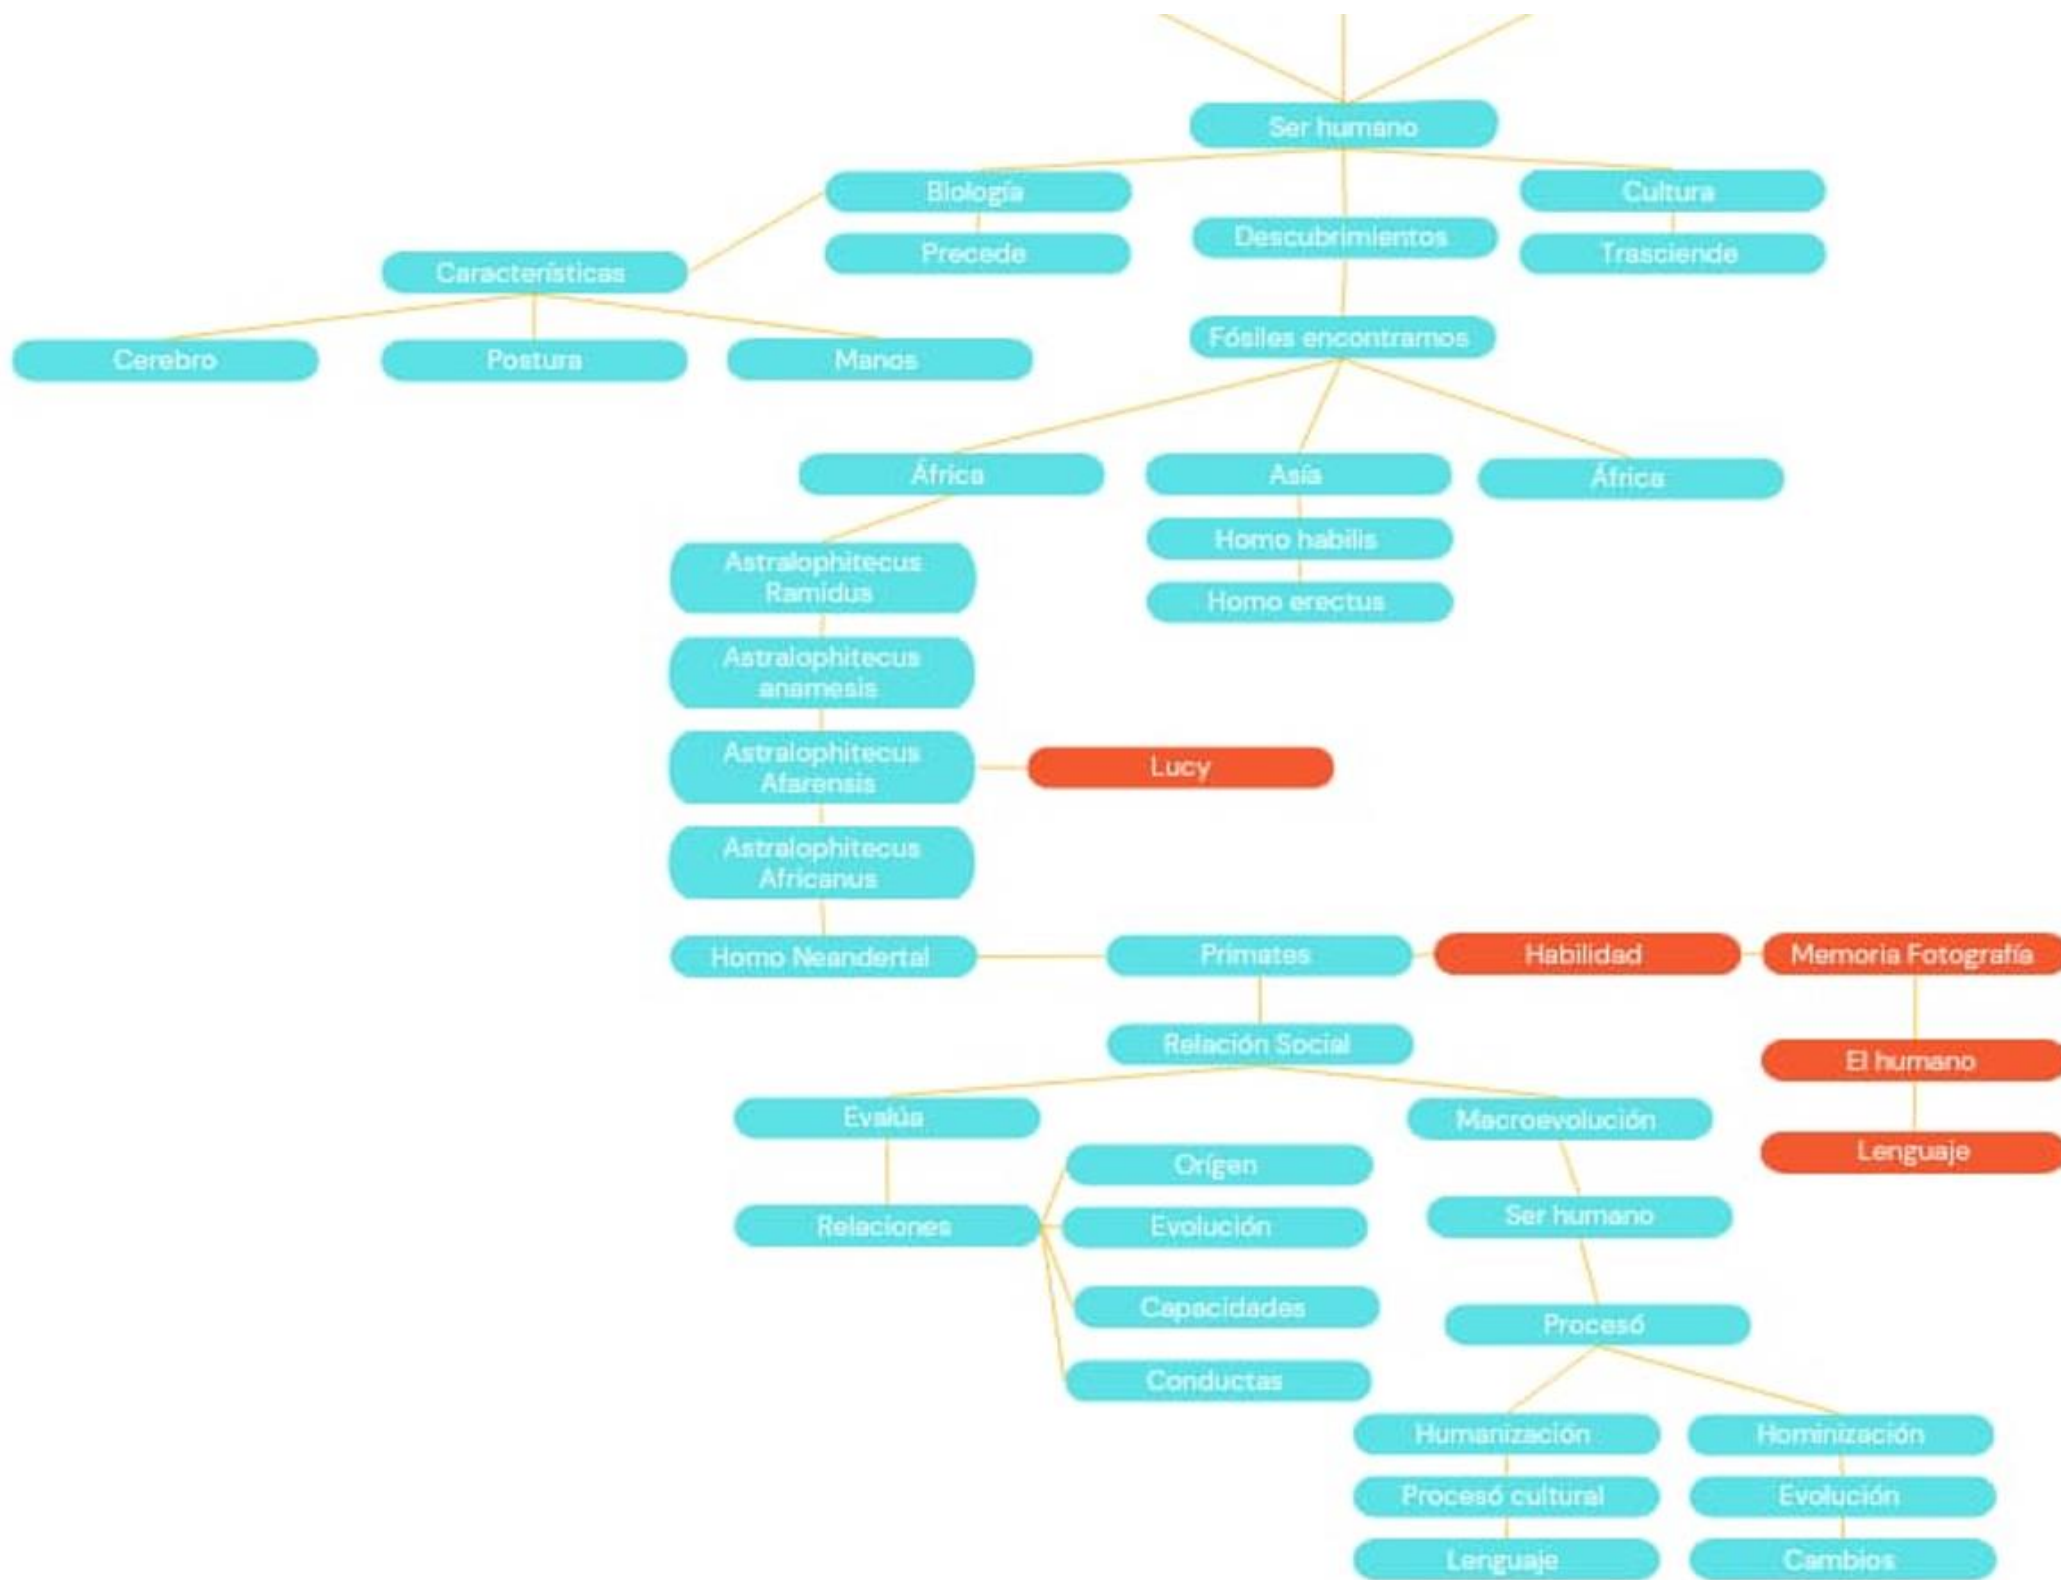 Ser humano
Biología
Cultura
Descubrimientos
Precede
Trasciende
Características
Fósiles encontramos
Cerebro
Postura
Manos
África
Asía
África
Homo habilis
Astralophitecus
Ramidus
Homo erectus
Astralophitecus
anamesis
Astralophitecus
Afarensis
Lucy
Astralophitecus
Africanus
Homo Neandertal
Primates
Habilidad
Memoria Fotografía
Relación Social
El humano
Evalúa
Macroevolución
Lenguaje
Orígen
Relaciones
Evolución
Ser humano
Capacidades
Procesó
Conductas
Humanización
Hominización
Procesó cultural
Evolución
Lenguaje
Cambios